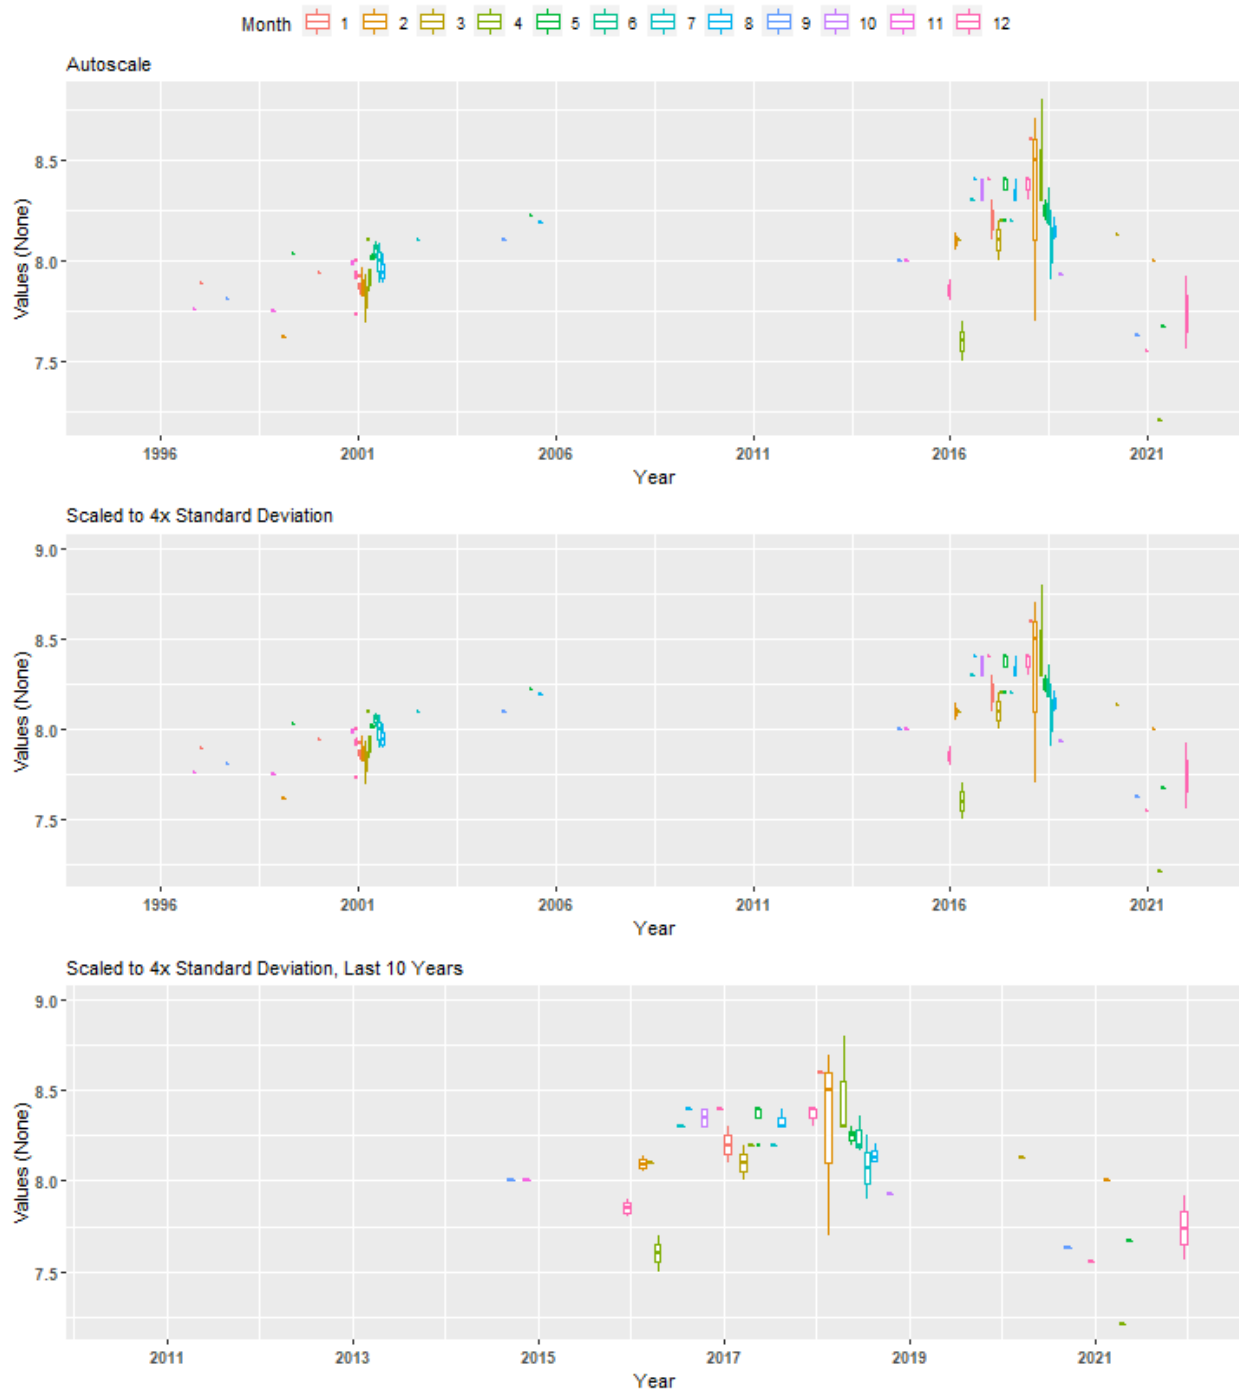 Month 1 2 3 4 5 6 7 8 9 10 11 12
Autoscale
Values (None)
8.5
8.0
7.5
1996 2001 2006 2011 2016 2021
Year
Scaled to 4x Standard Deviation
Values (None)
9.0
8.5
8.0
7.5
1996 2001 2006 2011 2016 2021
Year
Scaled to 4x Standard Deviation, Last 10 Years
Values (None)
9.0
8.5
8.0
7.5
2011 2013 2015 2017 2019 2021
Year